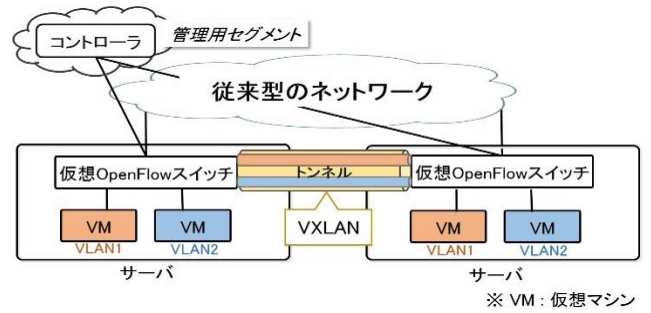 コントローラ
管理用セグメント
従来型のネットワーク
仮想OpenFlowスイッチ
トンネル
仮想OpenFlowスイッチ
VM
VM
VXLAN
VM
VM
VLAN1
VLAN2
VLAN1
VLAN2
サーバ
サーバ
※ VM : 仮想マシン